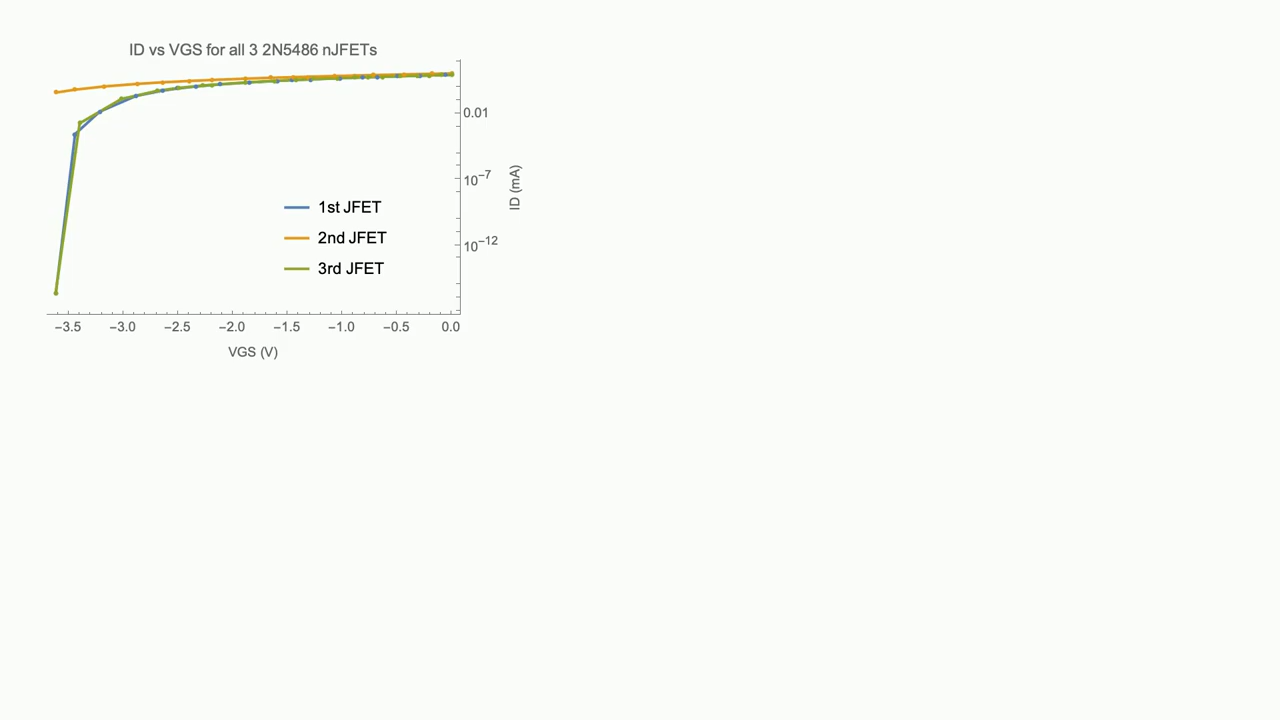 ID vs VGS for all 3 2N5486 nJFETs
0.01
10⁻⁷
10⁻¹²
ID (mA)
1st JFET
2nd JFET
3rd JFET
−3.5 −3.0 −2.5 −2.0 −1.5 −1.0 −0.5 0.0
VGS (V)